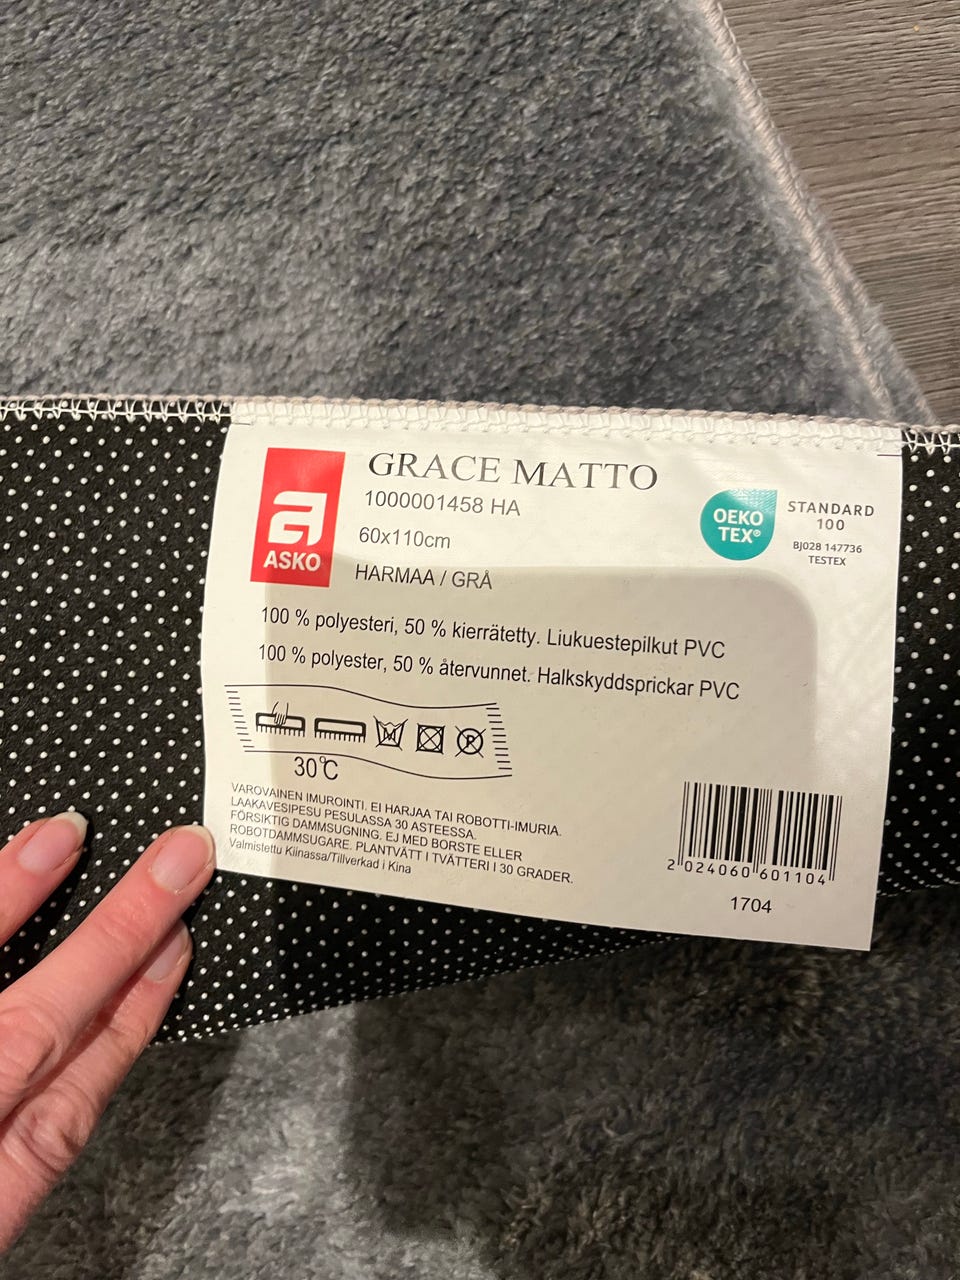 GRACE MATTO
1000001458 HA
60x110cm
HARMAA / GRÅ
ASKO
OEKO
TEX®
STANDARD
100
BJ028 147736
TESTEX
100 % polyesteri, 50 % kierrätetty. Liukuestepilkut PVC
100 % polyester, 50 % återvunnet. Halkskyddsprickar PVC
30°C
VAROVAINEN IMUROINTI. EI HARJAA TAI ROBOTTI-IMURIA.
LAAKAVESIPESU PESULASSA 30 ASTEESSA.
FÖRSIKTIG DAMMSUGNING, EJ MED BORSTE ELLER
ROBOTDAMMSUGARE. PLANTVÄTT I TVÄTTERI I 30 GRADER.
Valmistettu Kiinassa/Tillverkad i Kina
2 024060 601104
1704